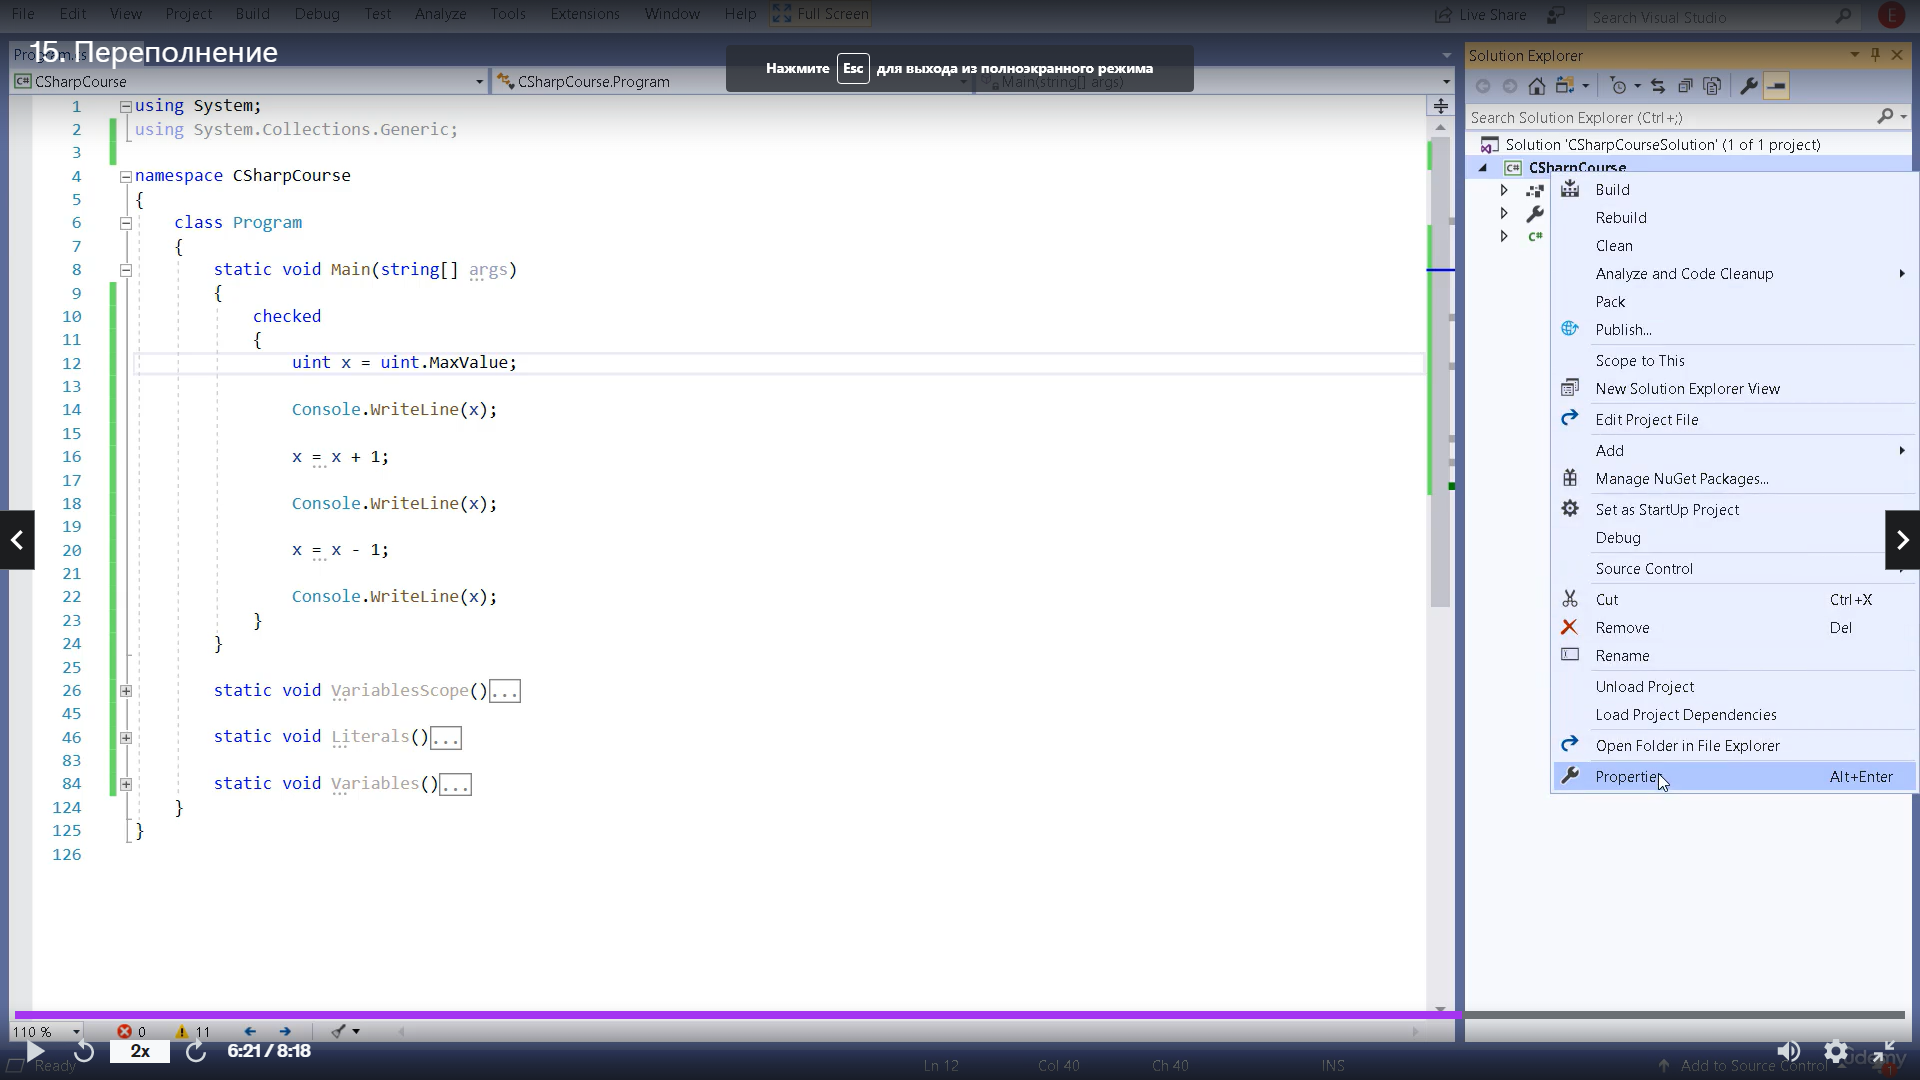 File Edit View Project Build Debug Test Analyze Tools Extensions Window Help Full Screen Live Share Search Visual Studio E
15. Переполнение
Нажмите Esc для выхода из полноэкранного режима
Solution Explorer
CSharpCourse CSharpCourse.Program Main(string[] args)
Search Solution Explorer (Ctrl+;)
Solution 'CSharpCourseSolution' (1 of 1 project)
CSharpCourse
1 using System;
2 using System.Collections.Generic;
3
4 namespace CSharpCourse
5 {
6 class Program
7 {
8 static void Main(string[] args)
9 {
10 checked
11 {
12 uint x = uint.MaxValue;
13
14 Console.WriteLine(x);
15
16 x = x + 1;
17
18 Console.WriteLine(x);
19
20 x = x - 1;
21
22 Console.WriteLine(x);
23 }
24 }
25
26 static void VariablesScope()...
45
46 static void Literals()...
83
84 static void Variables()...
124 }
125 }
126
Build
Rebuild
Clean
Analyze and Code Cleanup
Pack
Publish...
Scope to This
New Solution Explorer View
Edit Project File
Add
Manage NuGet Packages...
Set as StartUp Project
Debug
Source Control
Cut Ctrl+X
Remove Del
Rename
Unload Project
Load Project Dependencies
Open Folder in File Explorer
Properties Alt+Enter
110 % 0 11
2x 6:21 / 8:18
Ready Ln 12 Col 40 Ch 40 INS Add to Source Control
udemy